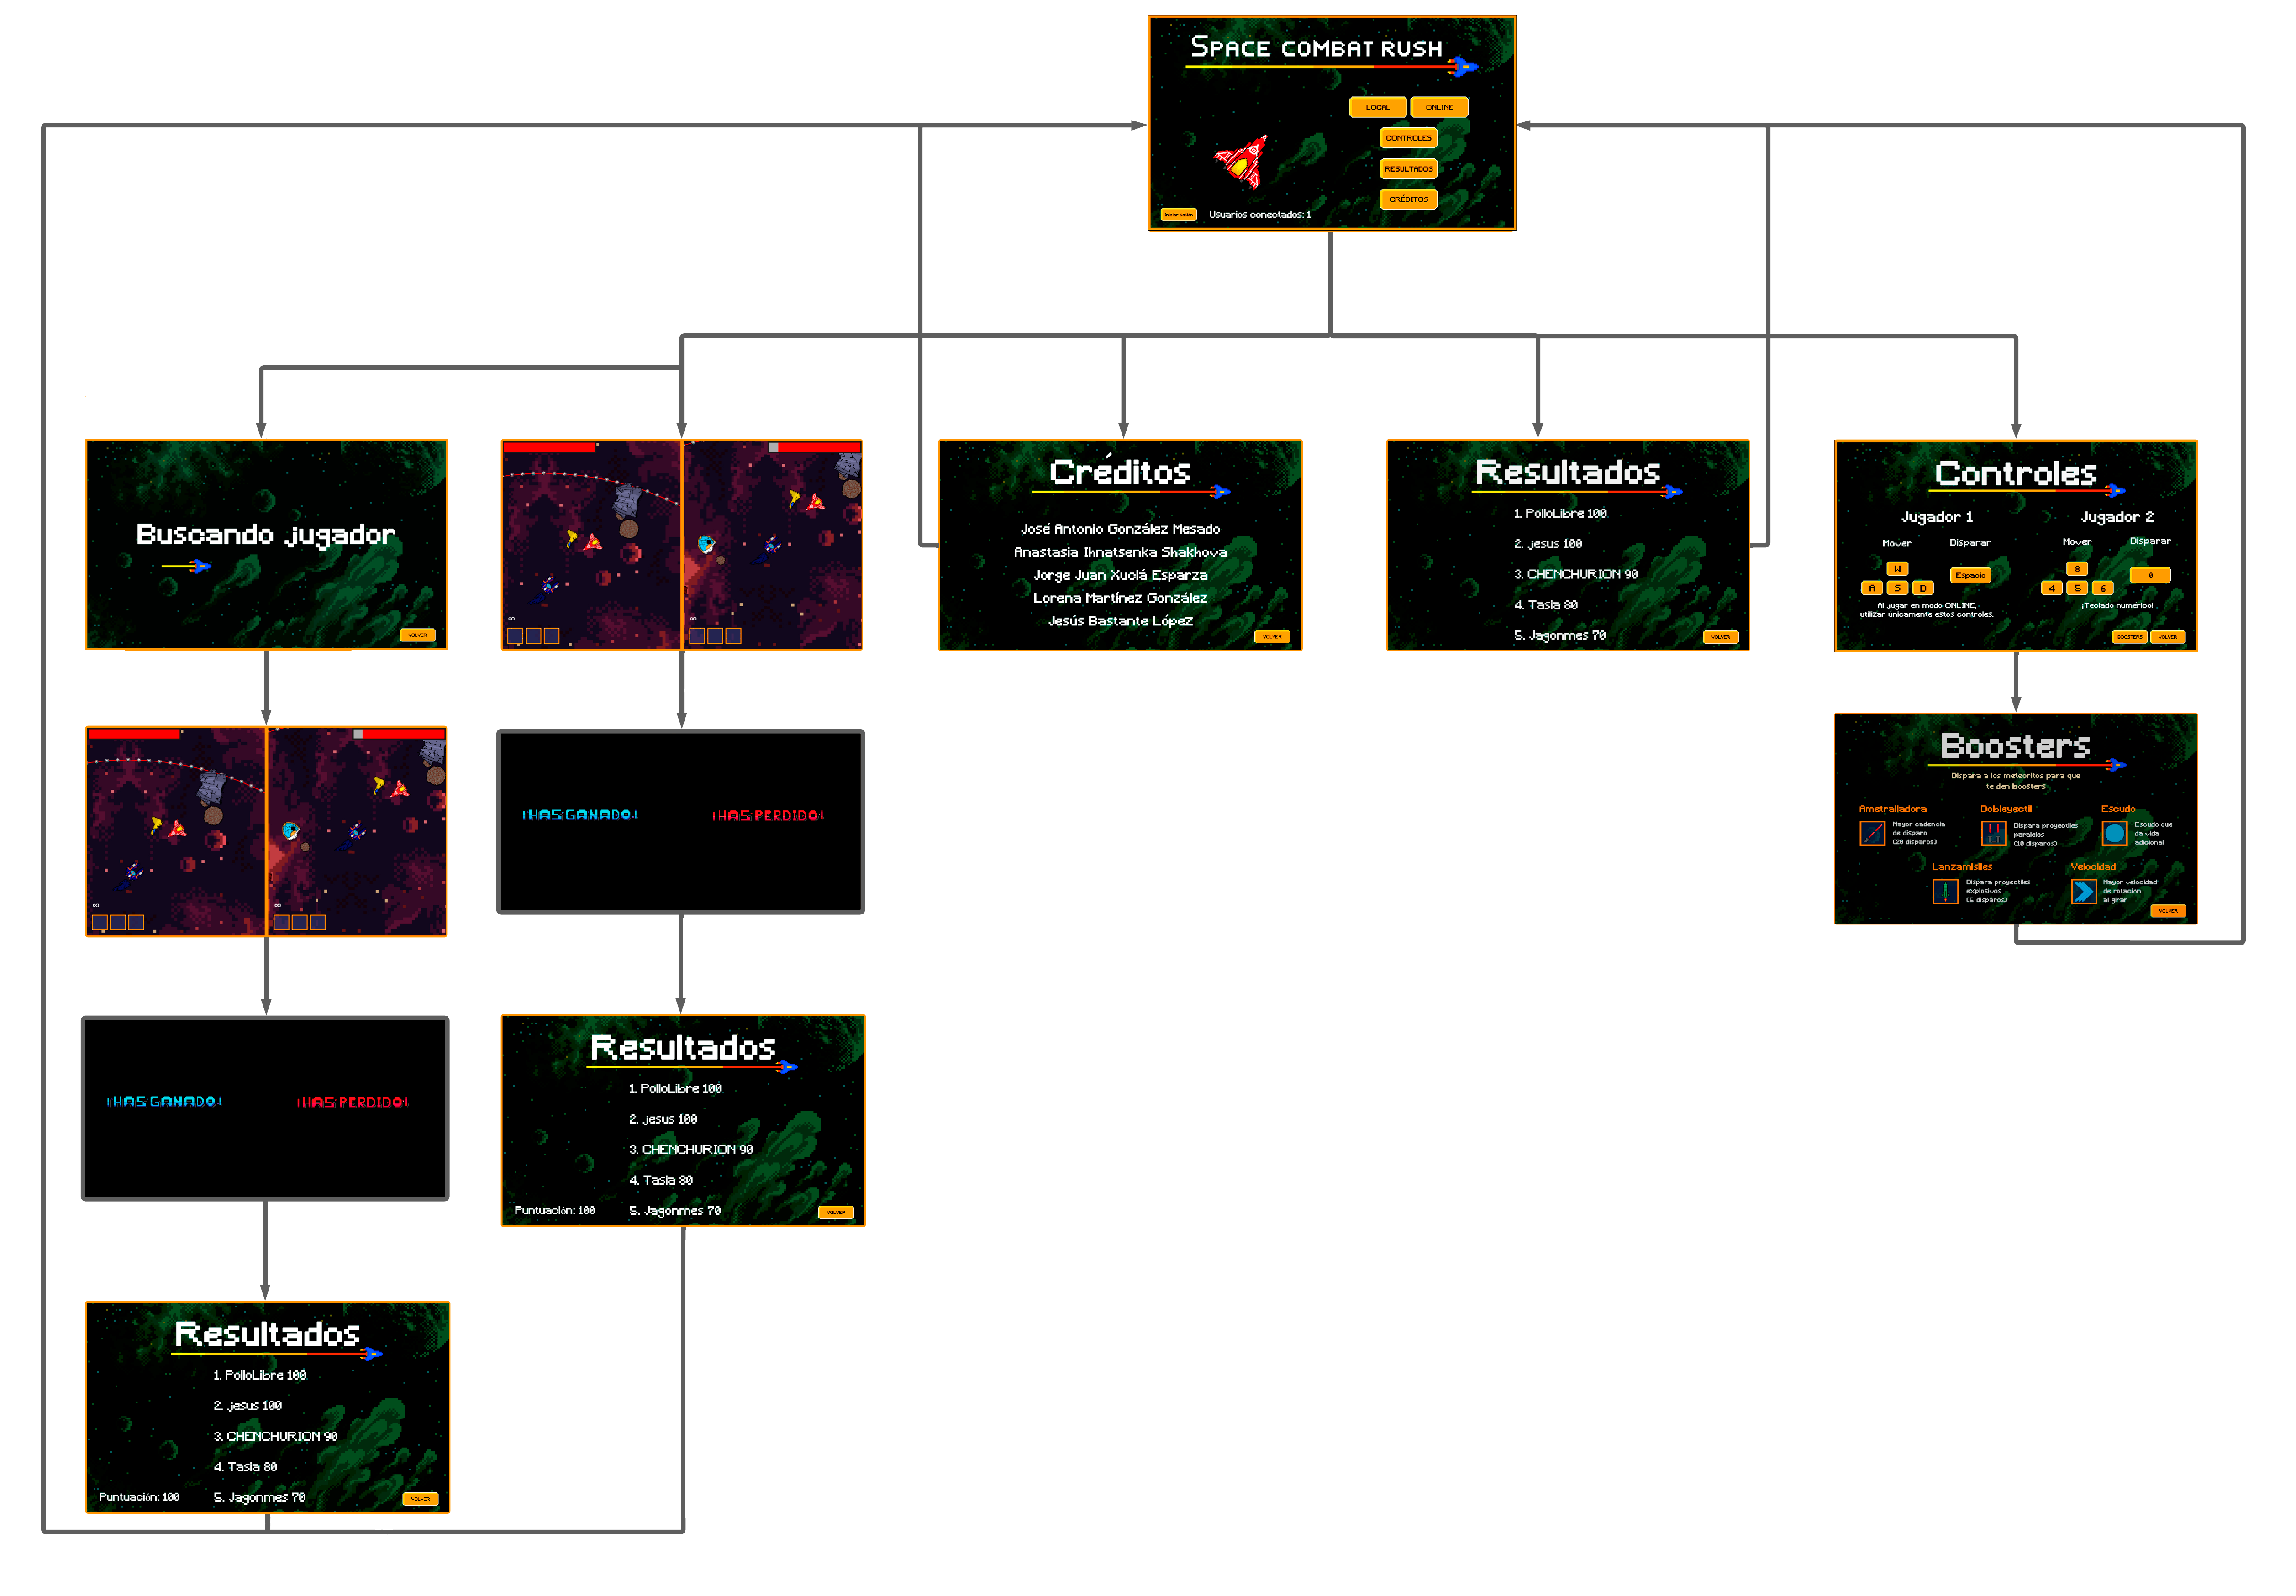 SPACE COMBAT RUSH
LOCAL ONLINE
CONTROLES
RESULTADOS
CRÉDITOS
Iniciar sesión
Usuarios conectados: 1
Buscando jugador
VOLVER
∞
∞
Créditos
José Antonio González Mesado
Anastasia Ihnatsenka Shakhova
Jorge Juan Xuclá Esparza
Lorena Martínez González
Jesús Bastante López
VOLVER
Resultados
1. PolloLibre 100
2. jesus 100
3. CHENCHURION 90
4. Tasia 80
5. Jagonmes 70
VOLVER
Controles
Jugador 1
Mover Disparar
W
A S D
Espacio
Al jugar en modo ONLINE,
utilizar únicamente estos controles.
Jugador 2
Mover Disparar
8
4 5 6
0
¡Teclado numérico!
BOOSTERS VOLVER
∞
∞
¡HAS GANADO!
¡HAS PERDIDO!
Boosters
Dispara a los meteoritos para que
te den boosters
Ametralladora
Mayor cadencia
de disparo
(20 disparos)
Dobleyectil
Dispara proyectiles
paralelos
(10 disparos)
Escudo
Escudo que
da vida
adicional
Lanzamisiles
Dispara proyectiles
explosivos
(5 disparos)
Velocidad
Mayor velocidad
de rotación
al girar
VOLVER
¡HAS GANADO!
¡HAS PERDIDO!
Resultados
1. PolloLibre 100
2. jesus 100
3. CHENCHURION 90
4. Tasia 80
5. Jagonmes 70
Puntuación: 100
VOLVER
Resultados
1. PolloLibre 100
2. jesus 100
3. CHENCHURION 90
4. Tasia 80
5. Jagonmes 70
Puntuación: 100
VOLVER